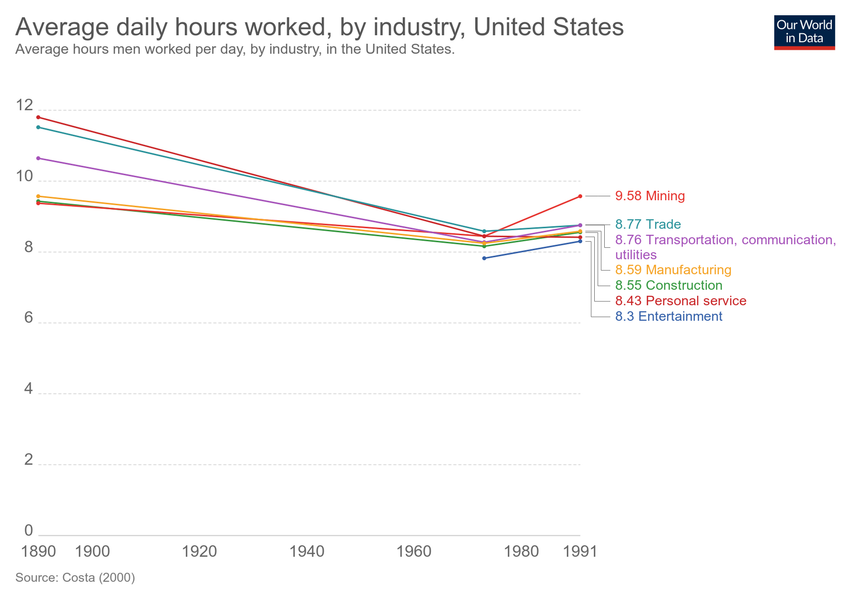 Average daily hours worked, by industry, United States
Average hours men worked per day, by industry, in the United States.
Our World
in Data
12
10
8
6
4
2
0
9.58 Mining
8.77 Trade
8.76 Transportation, communication,
utilities
8.59 Manufacturing
8.55 Construction
8.43 Personal service
8.3 Entertainment
1890 1900 1920 1940 1960 1980 1991
Source: Costa (2000)